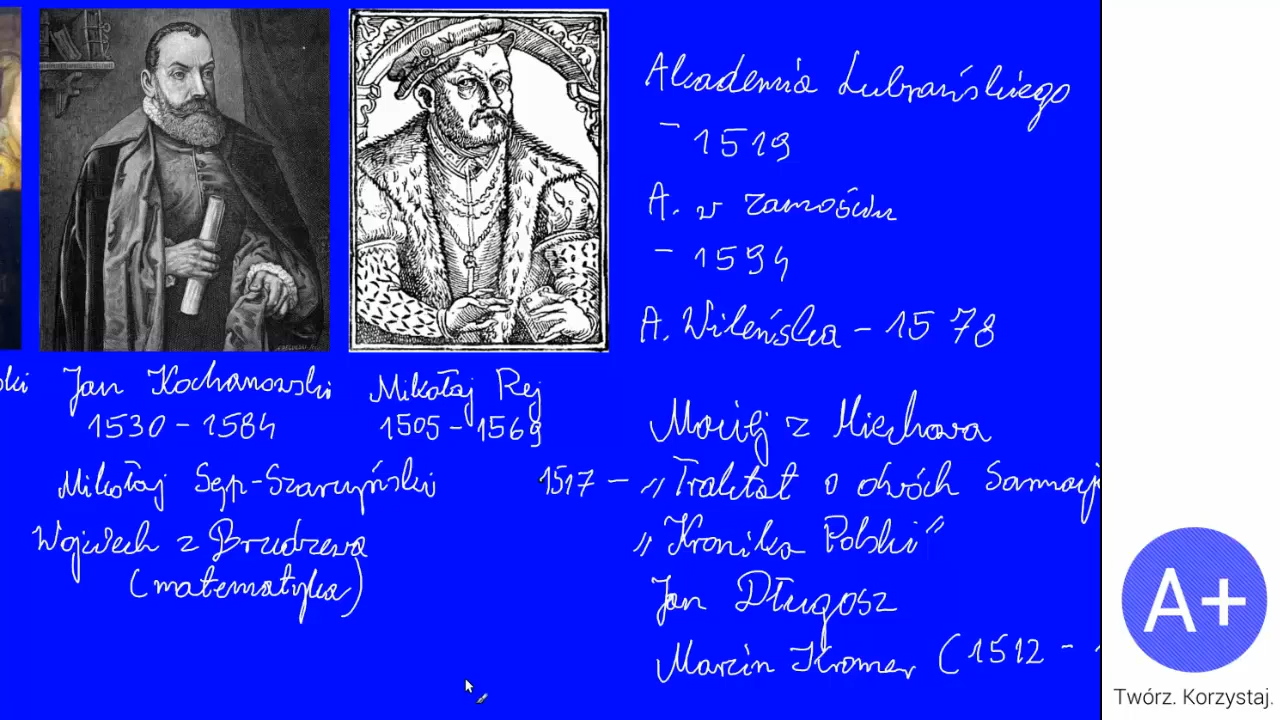 Jan Kochanowski
1530 - 1584
Mikołaj Rej
1505 - 1569
Mikołaj Sęp-Szarzyński
Wojciech z Brudzewa
(matematyka)
Akademia Lubrańskiego
- 1519
A. w Zamościu
- 1594
A. Wileńska - 1578
Maciej z Miechowa
1517 - „Traktat o dwóch Sarmacj
„Kronika Polski"
Jan Długosz
Marcin Kromer (1512 -
A+
Twórz. Korzystaj.